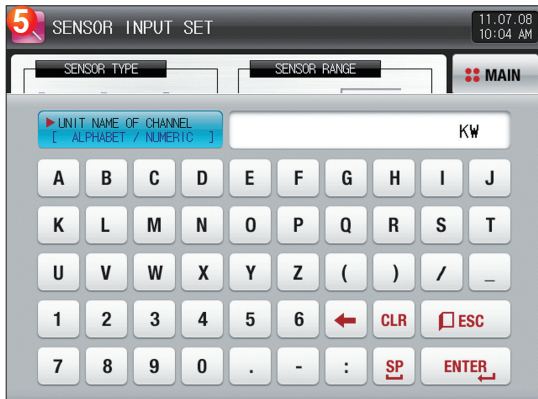 5
SENSOR INPUT SET
11.07.08
10:04 AM
SENSOR TYPE
SENSOR RANGE
MAIN
▶UNIT NAME OF CHANNEL
[ ALPHABET / NUMERIC ]
KW
A B C D E F G H I J
K L M N O P Q R S T
U V W X Y Z ( ) / _
1 2 3 4 5 6 ← CLR ESC
7 8 9 0 . - : SP ENTER